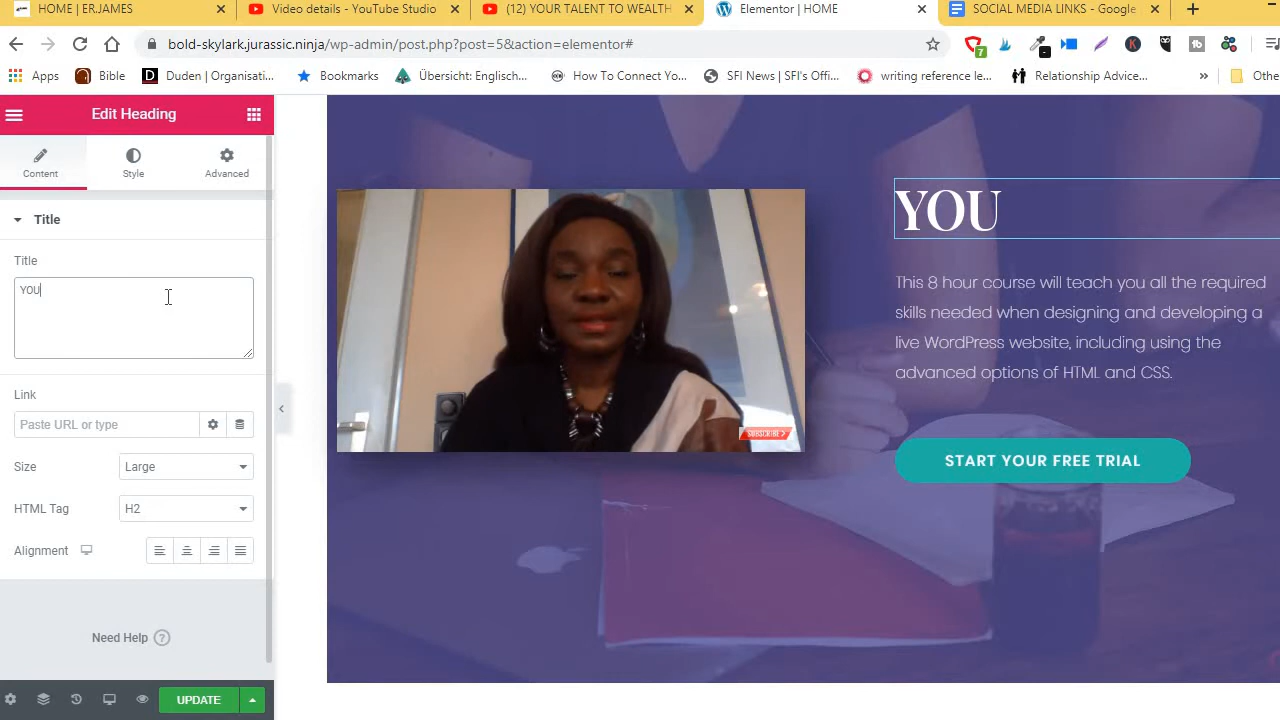 HOME | ERJAMES
Video details - YouTube Studio
(12) YOUR TALENT TO WEALTH
Elementor | HOME
SOCIAL MEDIA LINKS - Google
bold-skylark.jurassic.ninja/wp-admin/post.php?post=5&action=elementor#
7
Apps
Bible
D
Duden | Organisati...
Bookmarks
Übersicht: Englisch...
How To Connect You...
SFI News | SFI's Offi...
writing reference le...
Relationship Advice...
»
Othe
Edit Heading
Content
Style
Advanced
Title
Title
YOU
Link
Paste URL or type
Size
Large
HTML Tag
H2
Alignment
Need Help ?
UPDATE
SUBSCRIBE
YOU
This 8 hour course will teach you all the required
skills needed when designing and developing a
live WordPress website, including using the
advanced options of HTML and CSS.
START YOUR FREE TRIAL